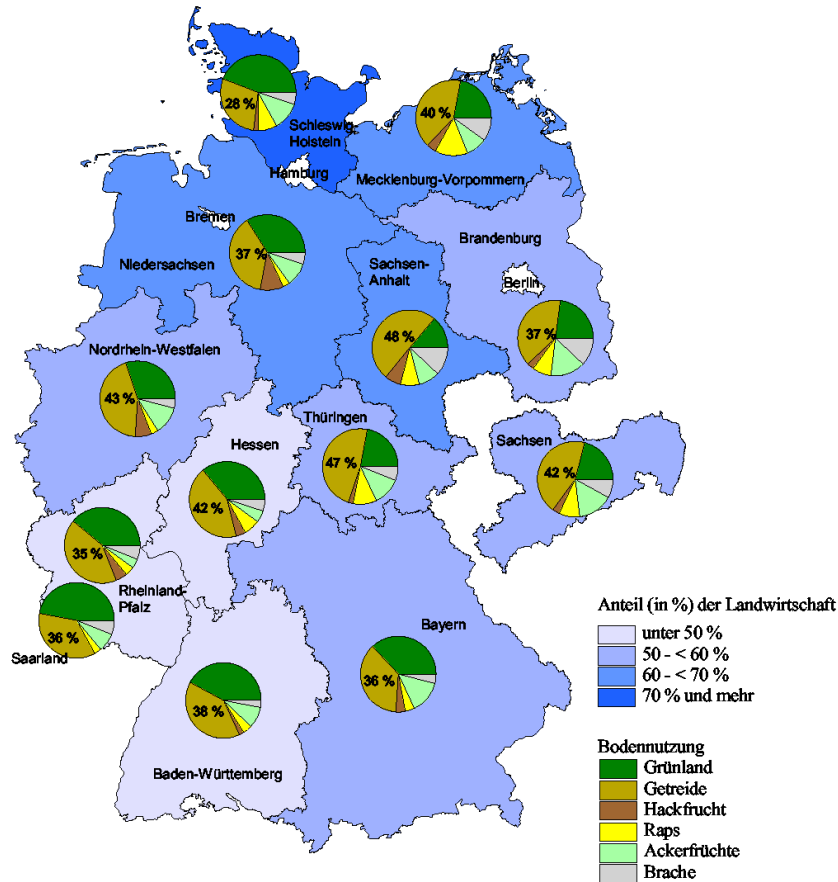 28 %
40 %
Schleswig-
Holstein
Hamburg
Mecklenburg-Vorpommern
Bremen
Brandenburg
37 %
Niedersachsen
Sachsen-
Anhalt
Berlin
48 %
37 %
Nordrhein-Westfalen
43 %
Thüringen
Hessen
Sachsen
47 %
42 %
42 %
35 %
Rheinland-
Pfalz
36 %
Saarland
Bayern
36 %
38 %
Baden-Württemberg
Anteil (in %) der Landwirtschaft
unter 50 %
50 - < 60 %
60 - < 70 %
70 % und mehr
Bodennutzung
Grünland
Getreide
Hackfrucht
Raps
Ackerfrüchte
Brache